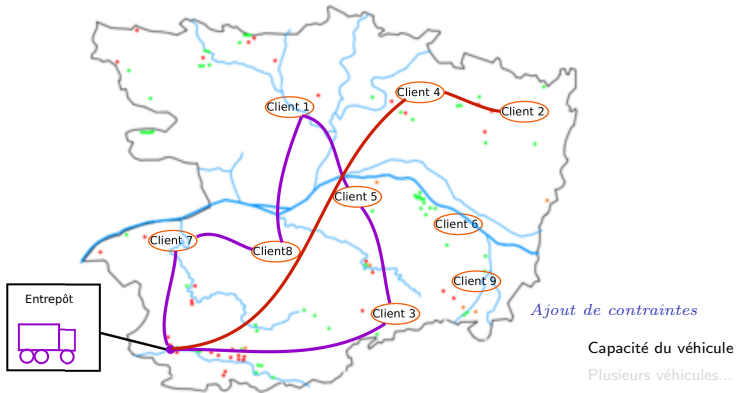 Client 4
Client 1
Client 2
Client 5
Client 6
Client 7
Client8
Client 9
Entrepôt
Ajout de contraintes
Client 3
Capacité du véhicule
Plusieurs véhicules...